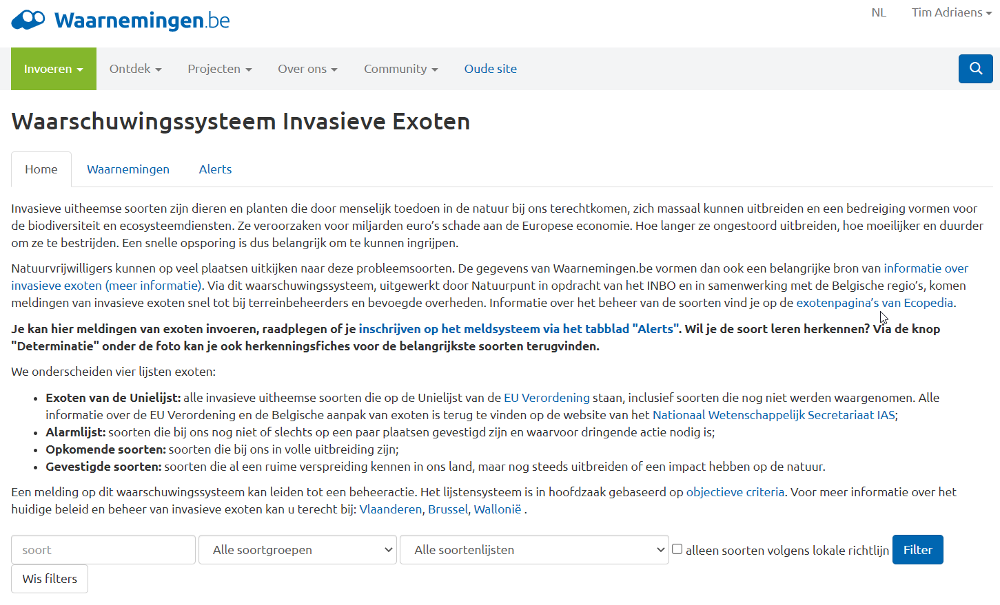 Waarnemingen.be
NL
Tim Adriaens
Invoeren
Ontdek
Projecten
Over ons
Community
Oude site
Waarschuwingssysteem Invasieve Exoten
Home
Waarnemingen
Alerts
Invasieve uitheemse soorten zijn dieren en planten die door menselijk toedoen in de natuur bij ons terechtkomen, zich massaal kunnen uitbreiden en een bedreiging vormen voor
de biodiversiteit en ecosysteemdiensten. Ze veroorzaken voor miljarden euro’s schade aan de Europese economie. Hoe langer ze ongestoord uitbreiden, hoe moeilijker en duurder
om ze te bestrijden. Een snelle opsporing is dus belangrijk om te kunnen ingrijpen.
Natuurvrijwilligers kunnen op veel plaatsen uitkijken naar deze probleemsoorten. De gegevens van Waarnemingen.be vormen dan ook een belangrijke bron van informatie over
invasieve exoten (meer informatie). Via dit waarschuwingssysteem, uitgewerkt door Natuurpunt in opdracht van het INBO en in samenwerking met de Belgische regio’s, komen
meldingen van invasieve exoten snel tot bij terreinbeheerders en bevoegde overheden. Informatie over het beheer van de soorten vind je op de exotenpagina’s van Ecopedia.
Je kan hier meldingen van exoten invoeren, raadplegen of je inschrijven op het meldsysteem via het tabblad "Alerts". Wil je de soort leren herkennen? Via de knop
"Determinatie" onder de foto kan je ook herkenningsfiches voor de belangrijkste soorten terugvinden.
We onderscheiden vier lijsten exoten:
• Exoten van de Unielijst: alle invasieve uitheemse soorten die op de Unielijst van de EU Verordening staan, inclusief soorten die nog niet werden waargenomen. Alle
informatie over de EU Verordening en de Belgische aanpak van exoten is terug te vinden op de website van het Nationaal Wetenschappelijk Secretariaat IAS;
• Alarmlijst: soorten die bij ons nog niet of slechts op een paar plaatsen gevestigd zijn en waarvoor dringende actie nodig is;
• Opkomende soorten: soorten die bij ons in volle uitbreiding zijn;
• Gevestigde soorten: soorten die al een ruime verspreiding kennen in ons land, maar nog steeds uitbreiden of een impact hebben op de natuur.
Een melding op dit waarschuwingssysteem kan leiden tot een beheeractie. Het lijstensysteem is in hoofdzaak gebaseerd op objectieve criteria. Voor meer informatie over het
huidige beleid en beheer van invasieve exoten kan u terecht bij: Vlaanderen, Brussel, Wallonië .
soort
Alle soortgroepen
Alle soortenlijsten
alleen soorten volgens lokale richtlijn
Filter
Wis filters